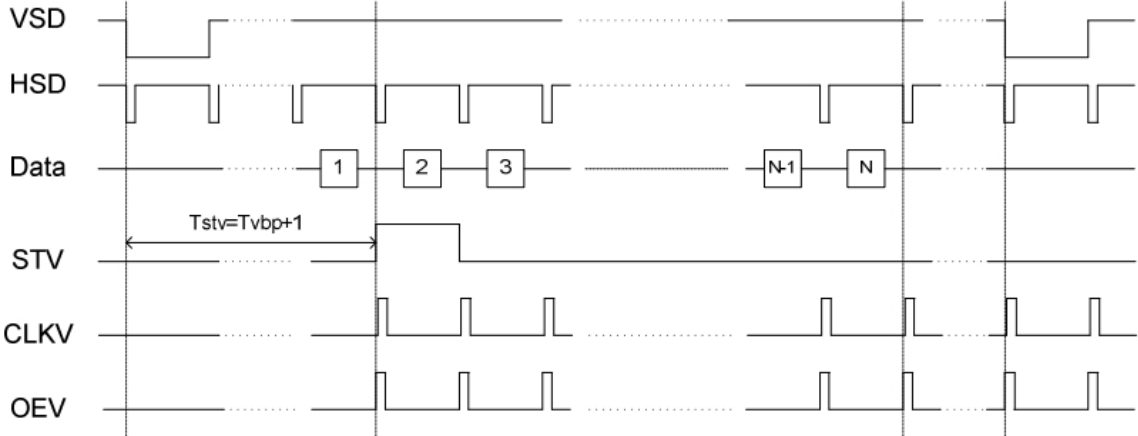 VSD
HSD
Data
1 2 3 N-1 N
Tstv=Tvbp+1
STV
CLKV
OEV